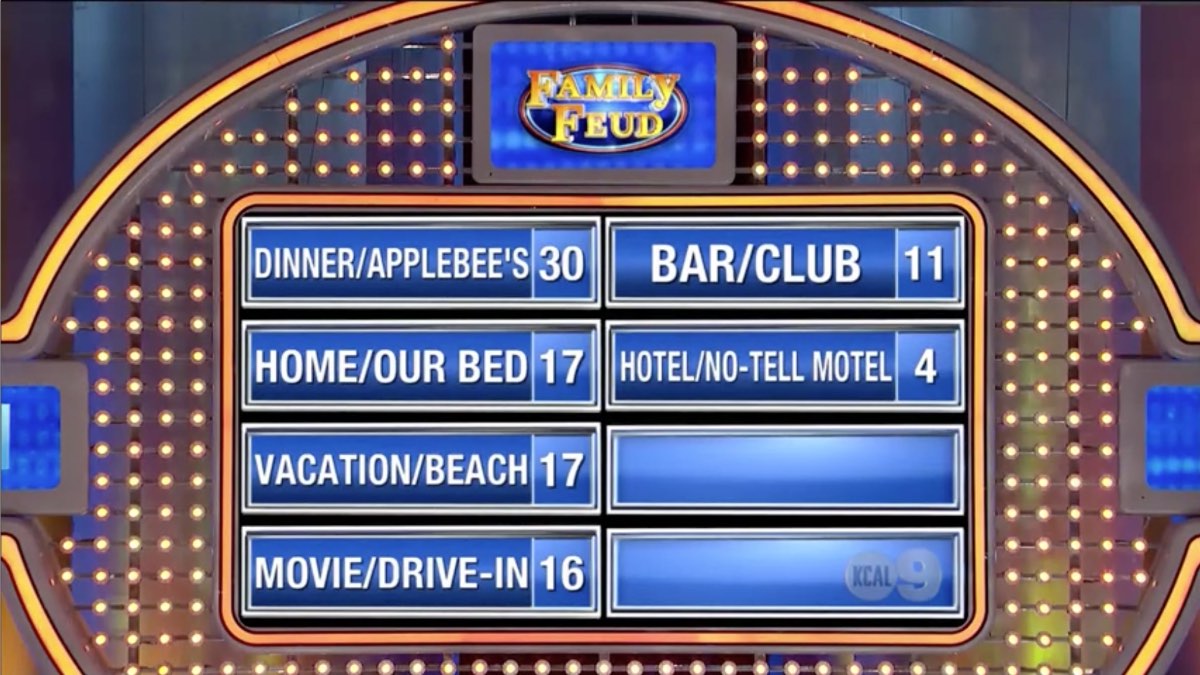 FAMILY
FEUD
DINNER/APPLEBEE'S 30
HOME/OUR BED 17
VACATION/BEACH 17
MOVIE/DRIVE-IN 16
BAR/CLUB 11
HOTEL/NO-TELL MOTEL 4
KCAL 9